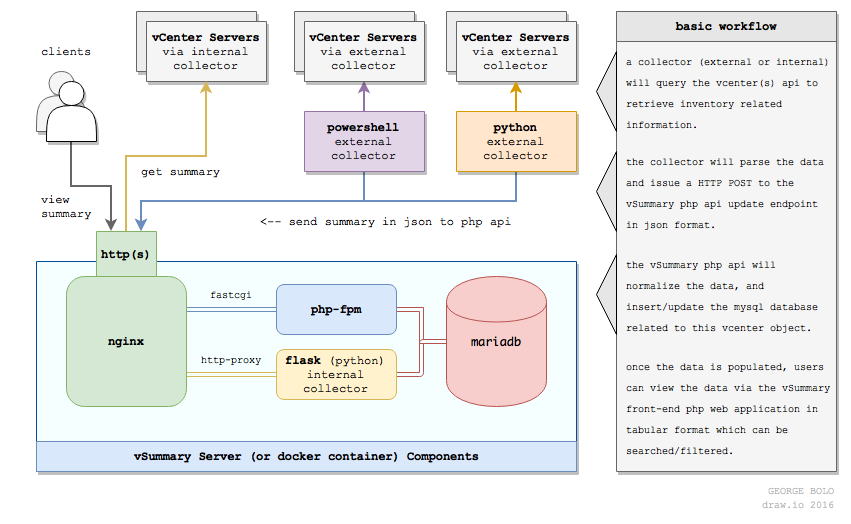 clients
vCenter Servers
via internal
collector
vCenter Servers
via external
collector
vCenter Servers
via external
collector
powershell
external
collector
python
external
collector
get summary
view
summary
<-- send summary in json to php api
http(s)
nginx
fastcgi
php-fpm
http-proxy
flask (python)
internal
collector
mariadb
vSummary Server (or docker container) Components
basic workflow
a collector (external or internal)
will query the vcenter(s) api to
retrieve inventory related
information.
the collector will parse the data
and issue a HTTP POST to the
vSummary php api update endpoint
in json format.
the vSummary php api will
normalize the data, and
insert/update the mysql database
related to this vcenter object.
once the data is populated, users
can view the data via the vSummary
front-end php web application in
tabular format which can be
searched/filtered.
GEORGE BOLO
draw.io 2016